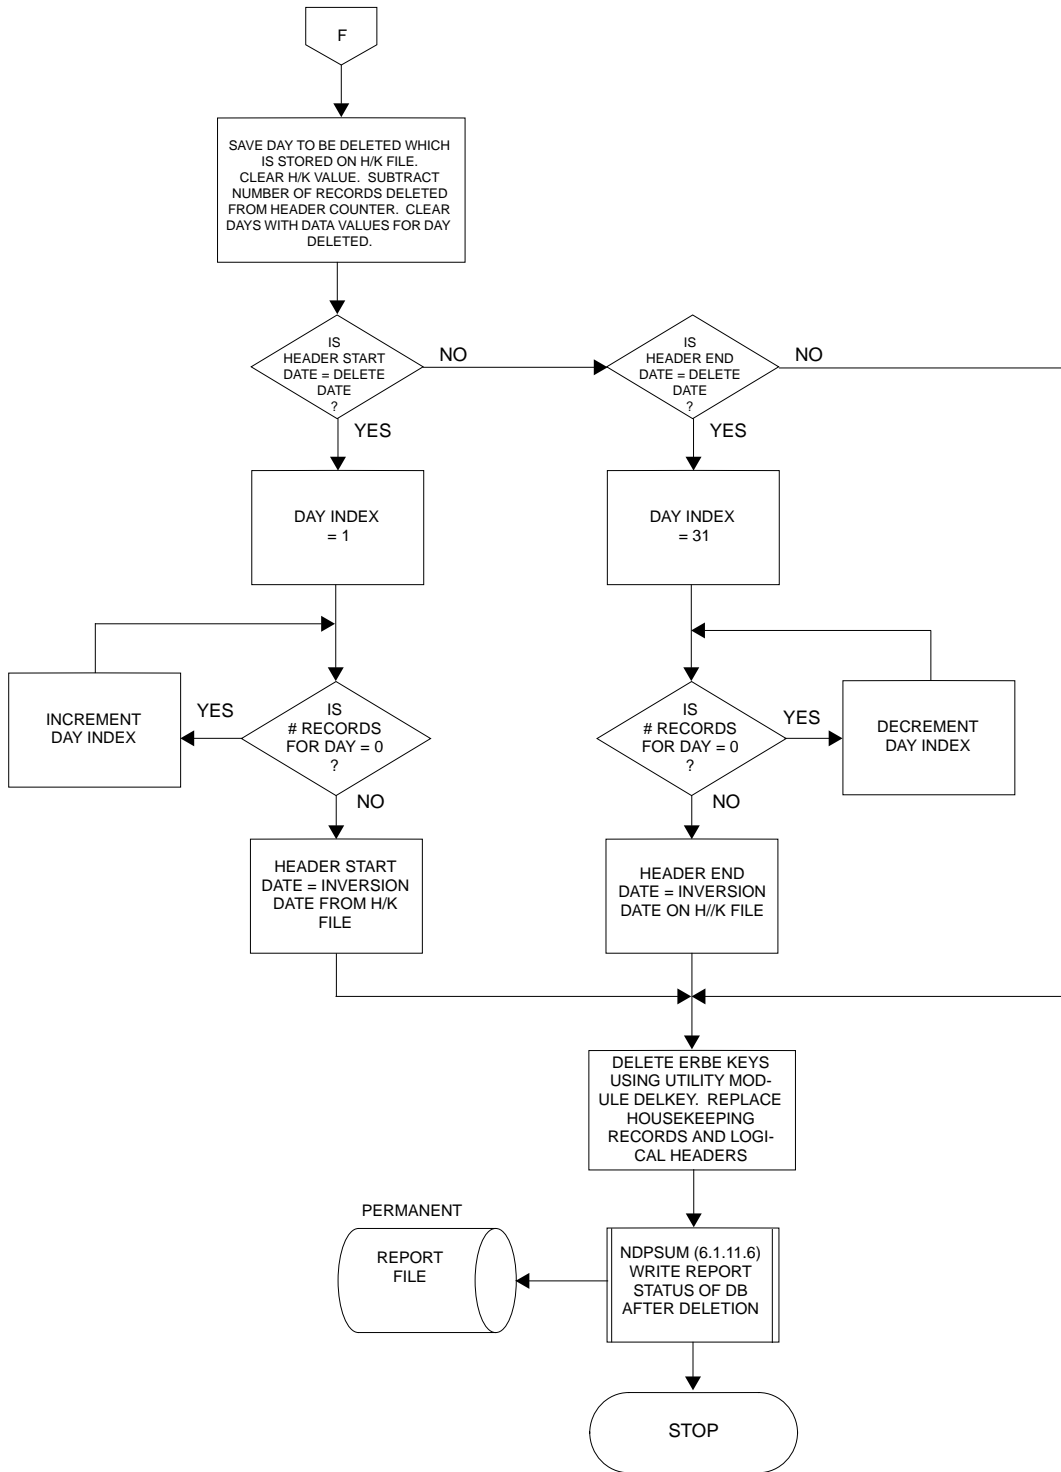 F
SAVE DAY TO BE DELETED WHICH
IS STORED ON H/K FILE.
CLEAR H/K VALUE.  SUBTRACT
NUMBER OF RECORDS DELETED
FROM HEADER COUNTER.  CLEAR
DAYS WITH DATA VALUES FOR DAY
DELETED.
IS
HEADER START
DATE = DELETE
DATE
?
NO
YES
IS
HEADER END
DATE = DELETE
DATE
?
NO
YES
DAY INDEX
= 1
DAY INDEX
= 31
INCREMENT
DAY INDEX
YES
IS
# RECORDS
FOR DAY = 0
?
NO
IS
# RECORDS
FOR DAY = 0
?
YES
NO
DECREMENT
DAY INDEX
HEADER START
DATE = INVERSION
DATE FROM H/K
FILE
HEADER END
DATE = INVERSION
DATE ON H//K FILE
DELETE ERBE KEYS
USING UTILITY MOD-
ULE DELKEY.  REPLACE
HOUSEKEEPING
RECORDS AND LOGI-
CAL HEADERS
PERMANENT
REPORT
FILE
NDPSUM (6.1.11.6)
WRITE REPORT
STATUS OF DB
AFTER DELETION
STOP